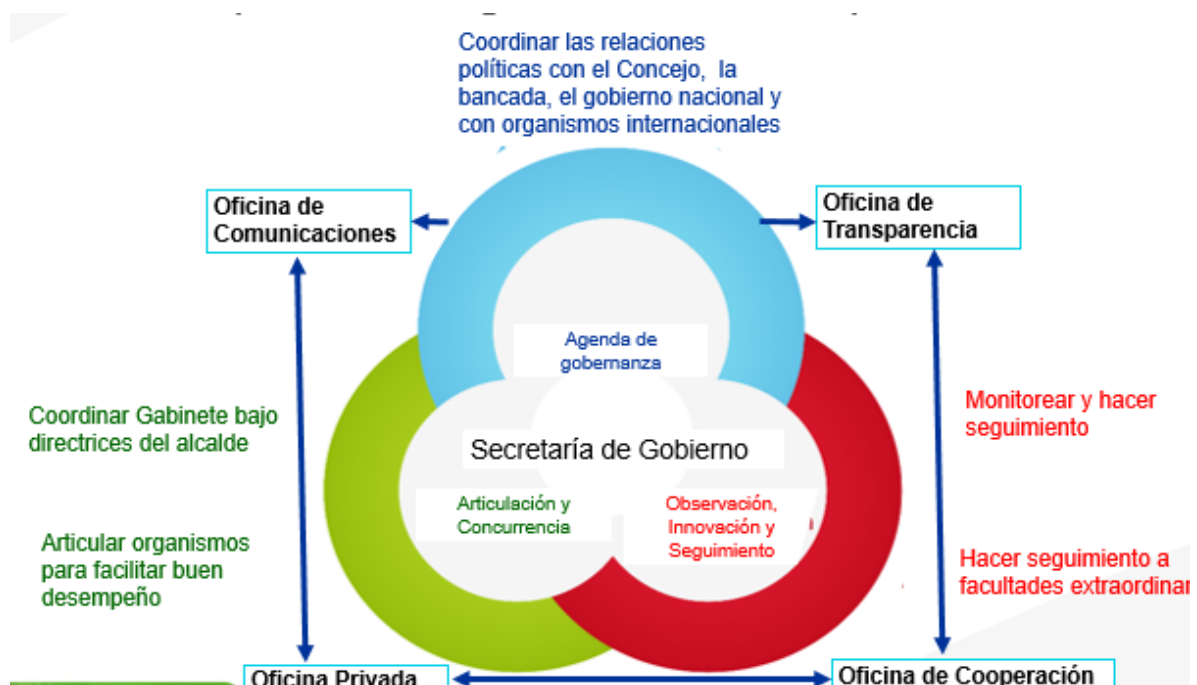 Coordinar las relaciones
políticas con el Concejo, la
bancada, el gobierno nacional y
con organismos internacionales
Oficina de
Comunicaciones
Oficina de
Transparencia
Agenda de
gobernanza
Coordinar Gabinete bajo
directrices del alcalde
Monitorear y hacer
seguimiento
Secretaría de Gobierno
Articulación y
Concurrencia
Observación,
Innovación y
Seguimiento
Articular organismos
para facilitar buen
desempeño
Hacer seguimiento a
facultades extraordinar
Oficina Privada
Oficina de Cooperación